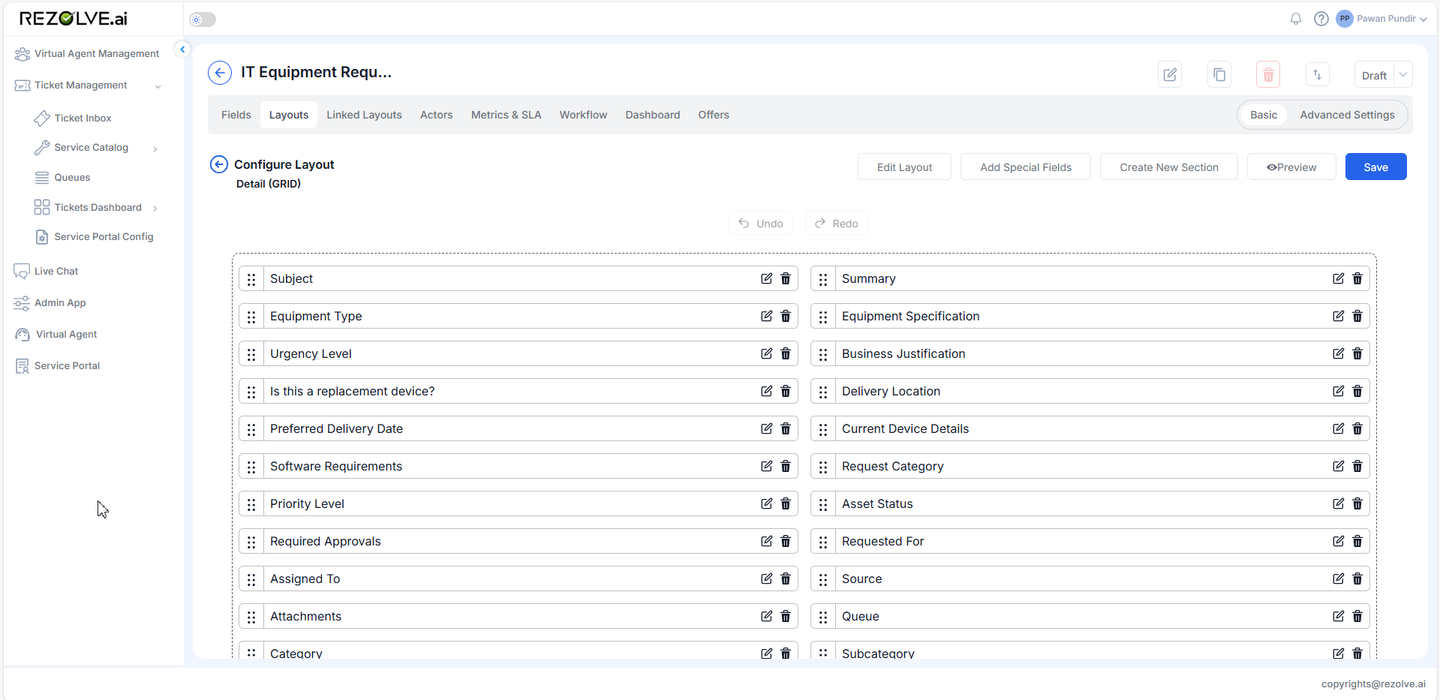 REZOLVE.ai
PP Pawan Pundir
Virtual Agent Management
Ticket Management
Ticket Inbox
Service Catalog
Queues
Tickets Dashboard
Service Portal Config
Live Chat
Admin App
Virtual Agent
Service Portal
IT Equipment Requ...
Draft
Fields Layouts Linked Layouts Actors Metrics & SLA Workflow Dashboard Offers
Basic Advanced Settings
Configure Layout
Detail (GRID)
Edit Layout Add Special Fields Create New Section Preview Save
Undo Redo
Subject Summary
Equipment Type Equipment Specification
Urgency Level Business Justification
Is this a replacement device? Delivery Location
Preferred Delivery Date Current Device Details
Software Requirements Request Category
Priority Level Asset Status
Required Approvals Requested For
Assigned To Source
Attachments Queue
Category Subcategory
copyrights@rezolve.ai